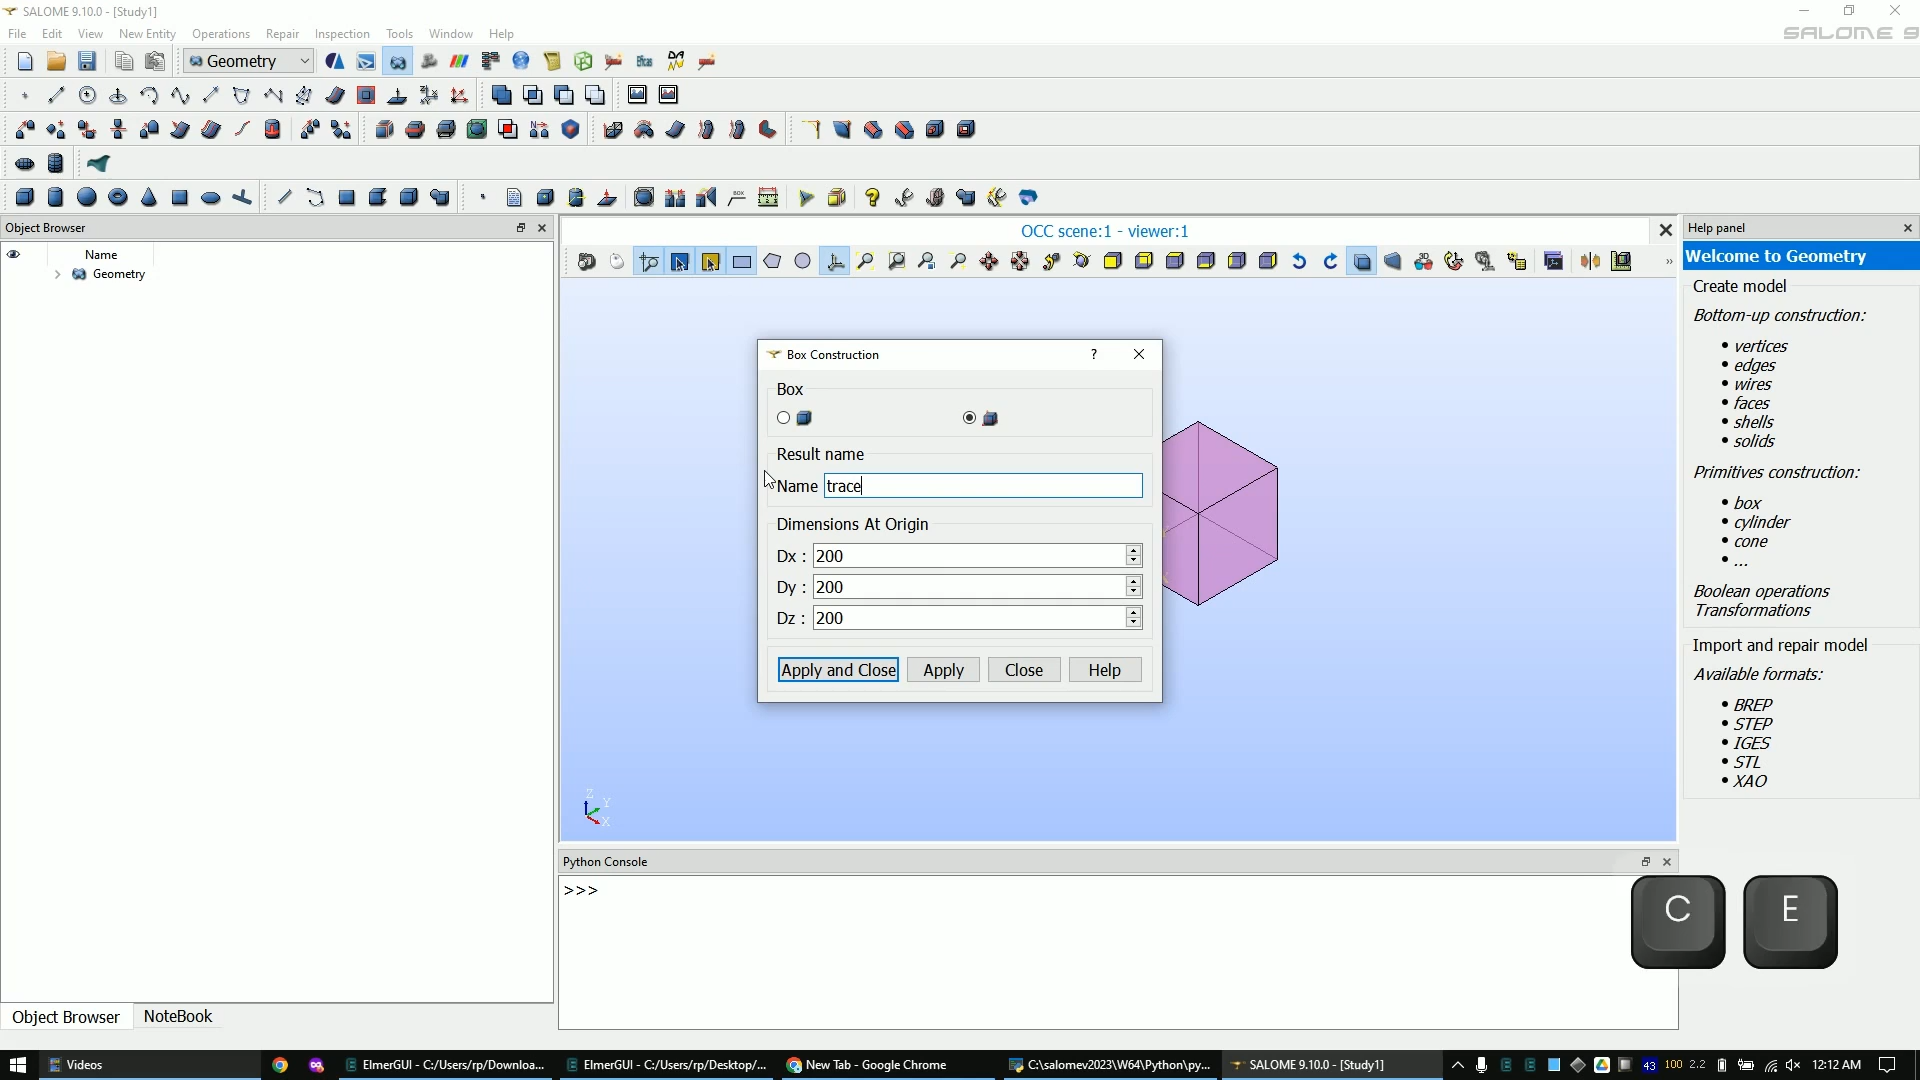 SALOME 9.10.0 - [Study1]
File Edit View New Entity Operations Repair Inspection Tools Window Help
SALOME 9
Geometry
Eficas
BOX
Object Browser
OCC scene:1 - viewer:1
Help panel
Name
Geometry
Welcome to Geometry
Create model
Bottom-up construction:
• vertices
• edges
• wires
• faces
• shells
• solids
Primitives construction:
• box
• cylinder
• cone
• ...
Boolean operations
Transformations
Import and repair model
Available formats:
• BREP
• STEP
• IGES
• STL
• XAO
Box Construction
?
Box
Result name
Name trace
Dimensions At Origin
Dx : 200
Dy : 200
Dz : 200
Apply and Close Apply Close Help
Z
Y
X
Python Console
>>>
C E
Object Browser NoteBook
Videos
ElmerGUI - C:/Users/rp/Downloa...
ElmerGUI - C:/Users/rp/Desktop/...
New Tab - Google Chrome
C:\salomev2023\W64\Python\py...
SALOME 9.10.0 - [Study1]
43 100 2.2
12:12 AM